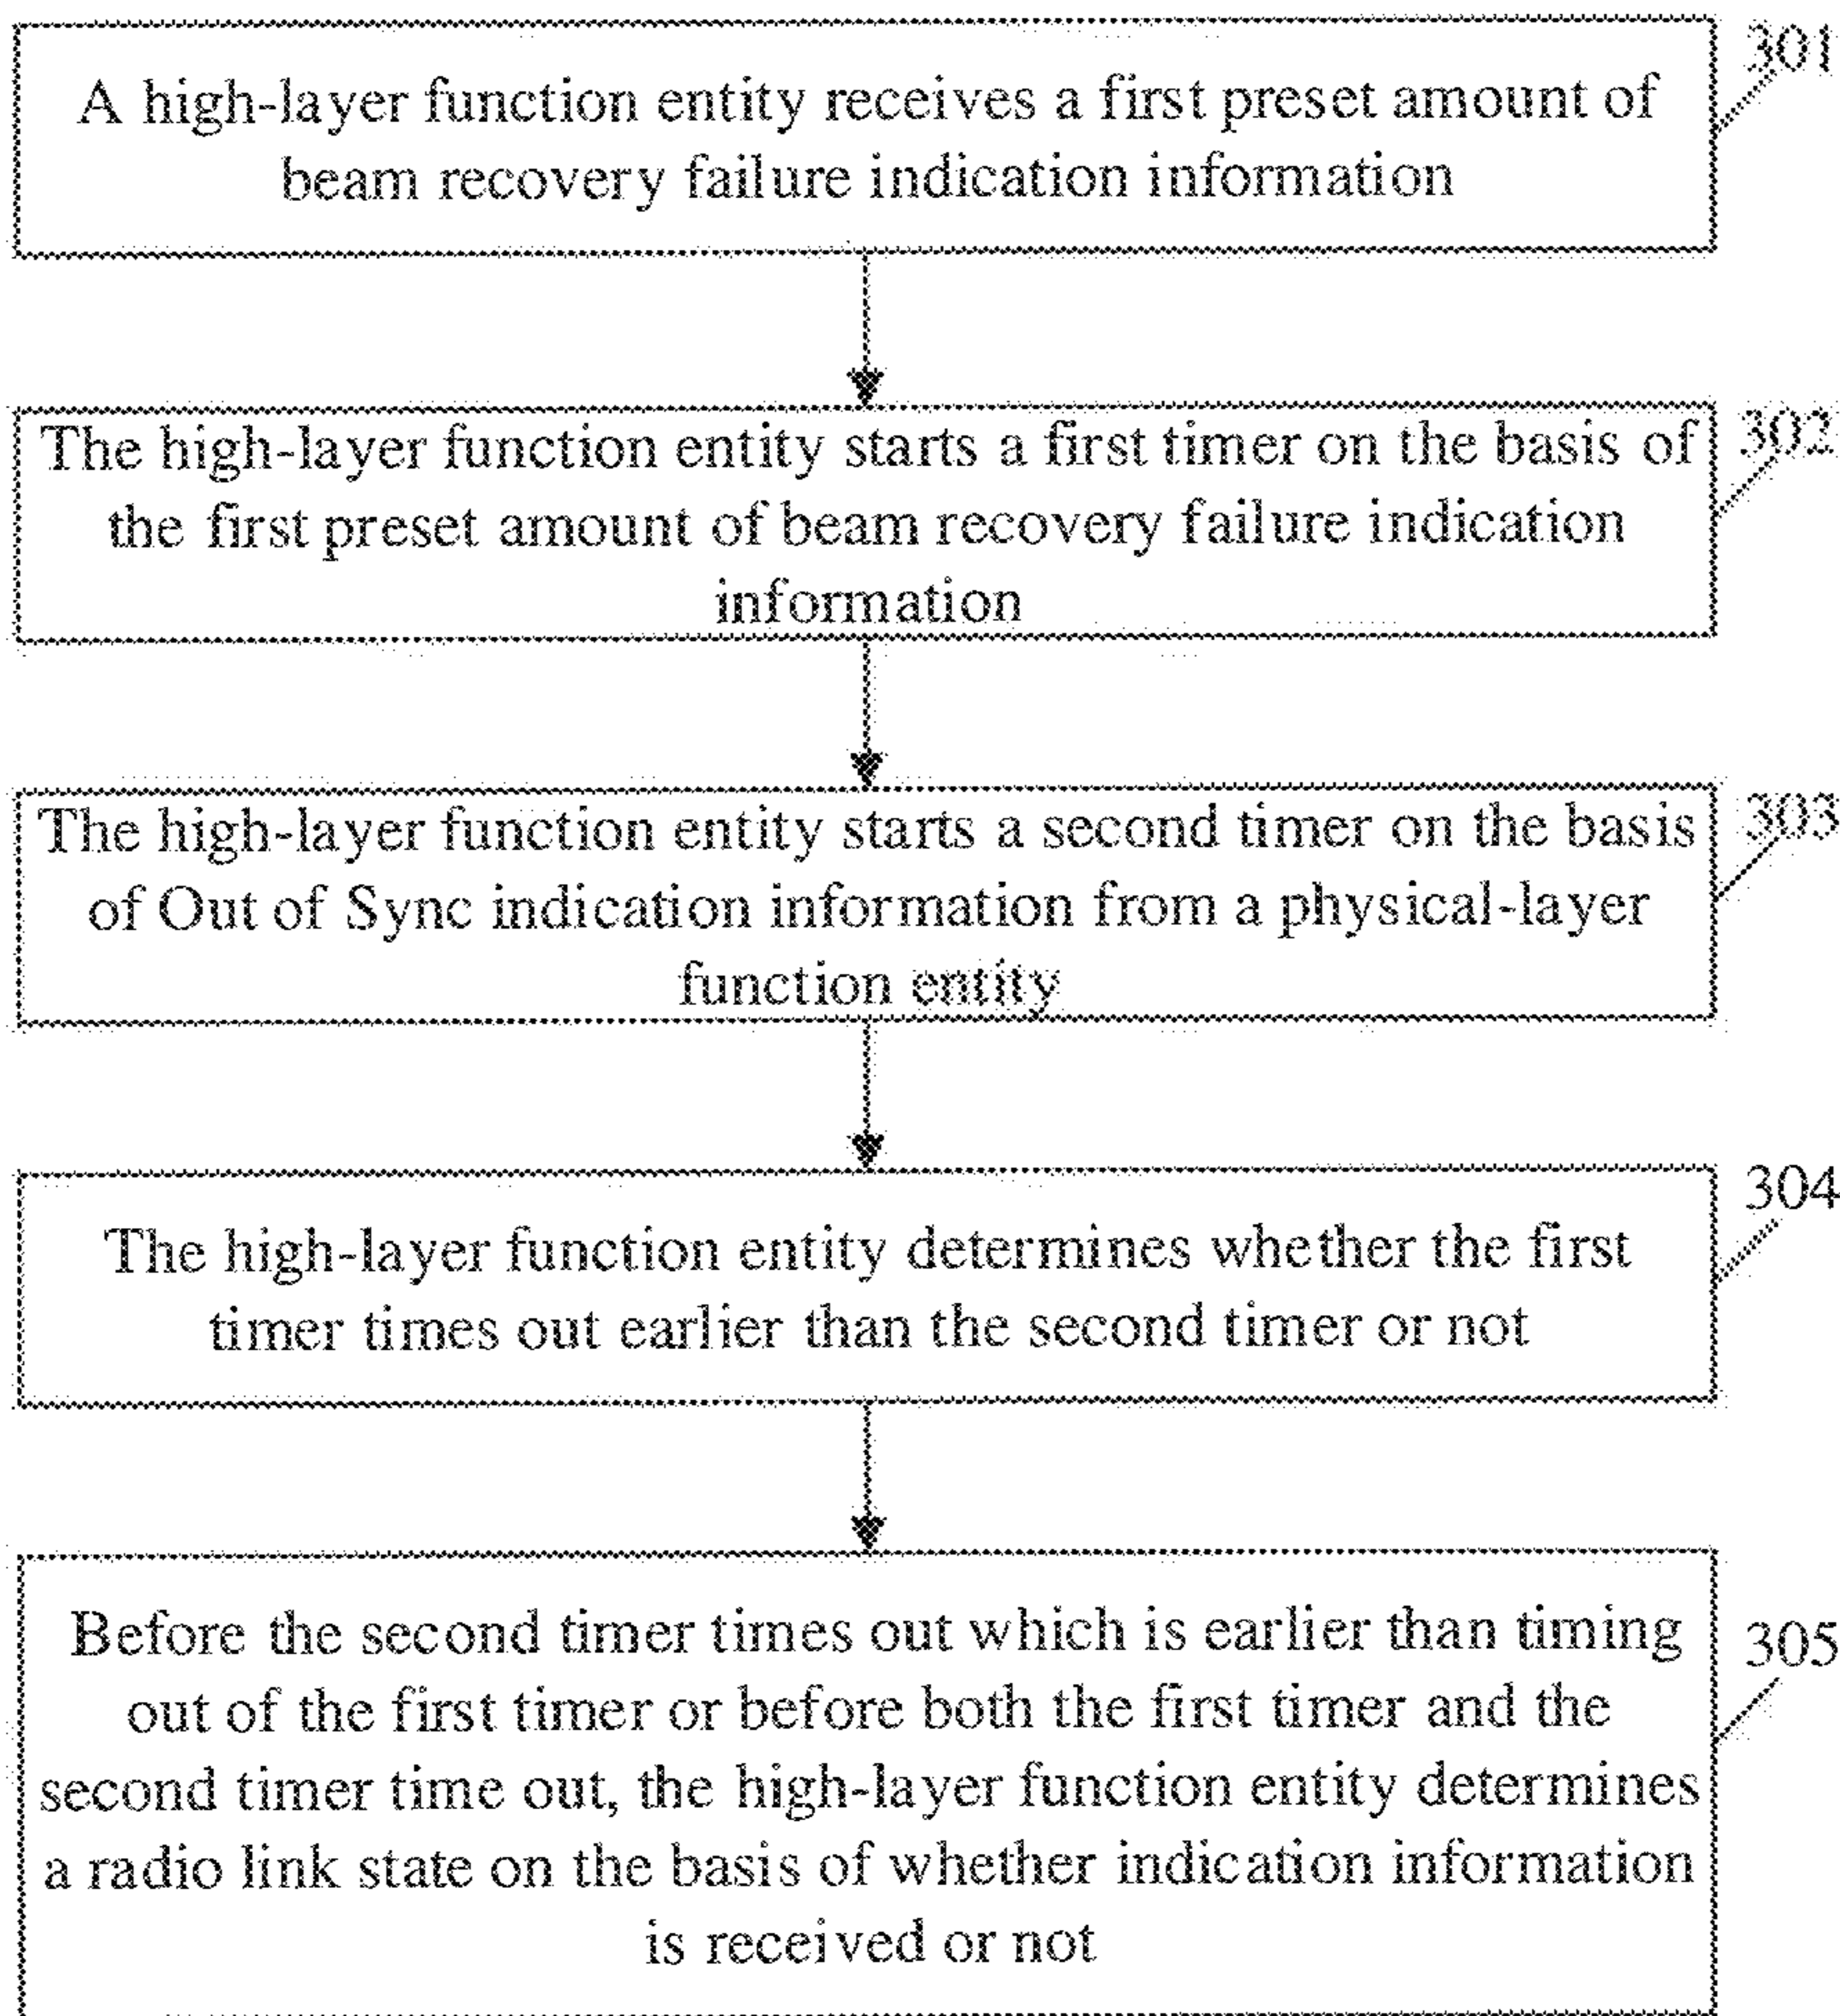 301
A high-layer function entity receives a first preset amount of
beam recovery failure indication information
302
The high-layer function entity starts a first timer on the basis of
the first preset amount of beam recovery failure indication
information
303
The high-layer function entity starts a second timer on the basis
of Out of Sync indication information from a physical-layer
function entity
304
The high-layer function entity determines whether the first
timer times out earlier than the second timer or not
305
Before the second timer times out which is earlier than timing
out of the first timer or before both the first timer and the
second timer time out, the high-layer function entity determines
a radio link state on the basis of whether indication information
is received or not